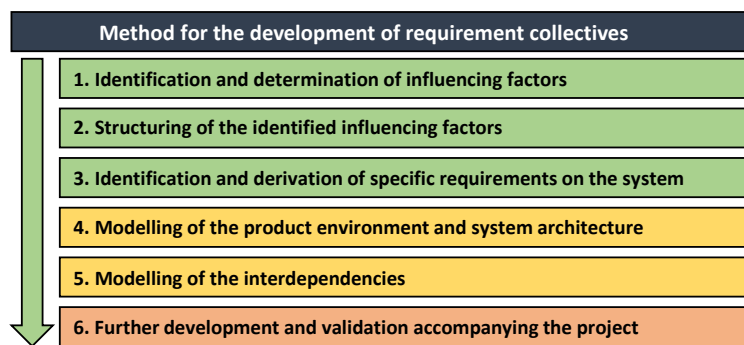 Method for the development of requirement collectives
1. Identification and determination of influencing factors
2. Structuring of the identified influencing factors
3. Identification and derivation of specific requirements on the system
4. Modelling of the product environment and system architecture
5. Modelling of the interdependencies
6. Further development and validation accompanying the project